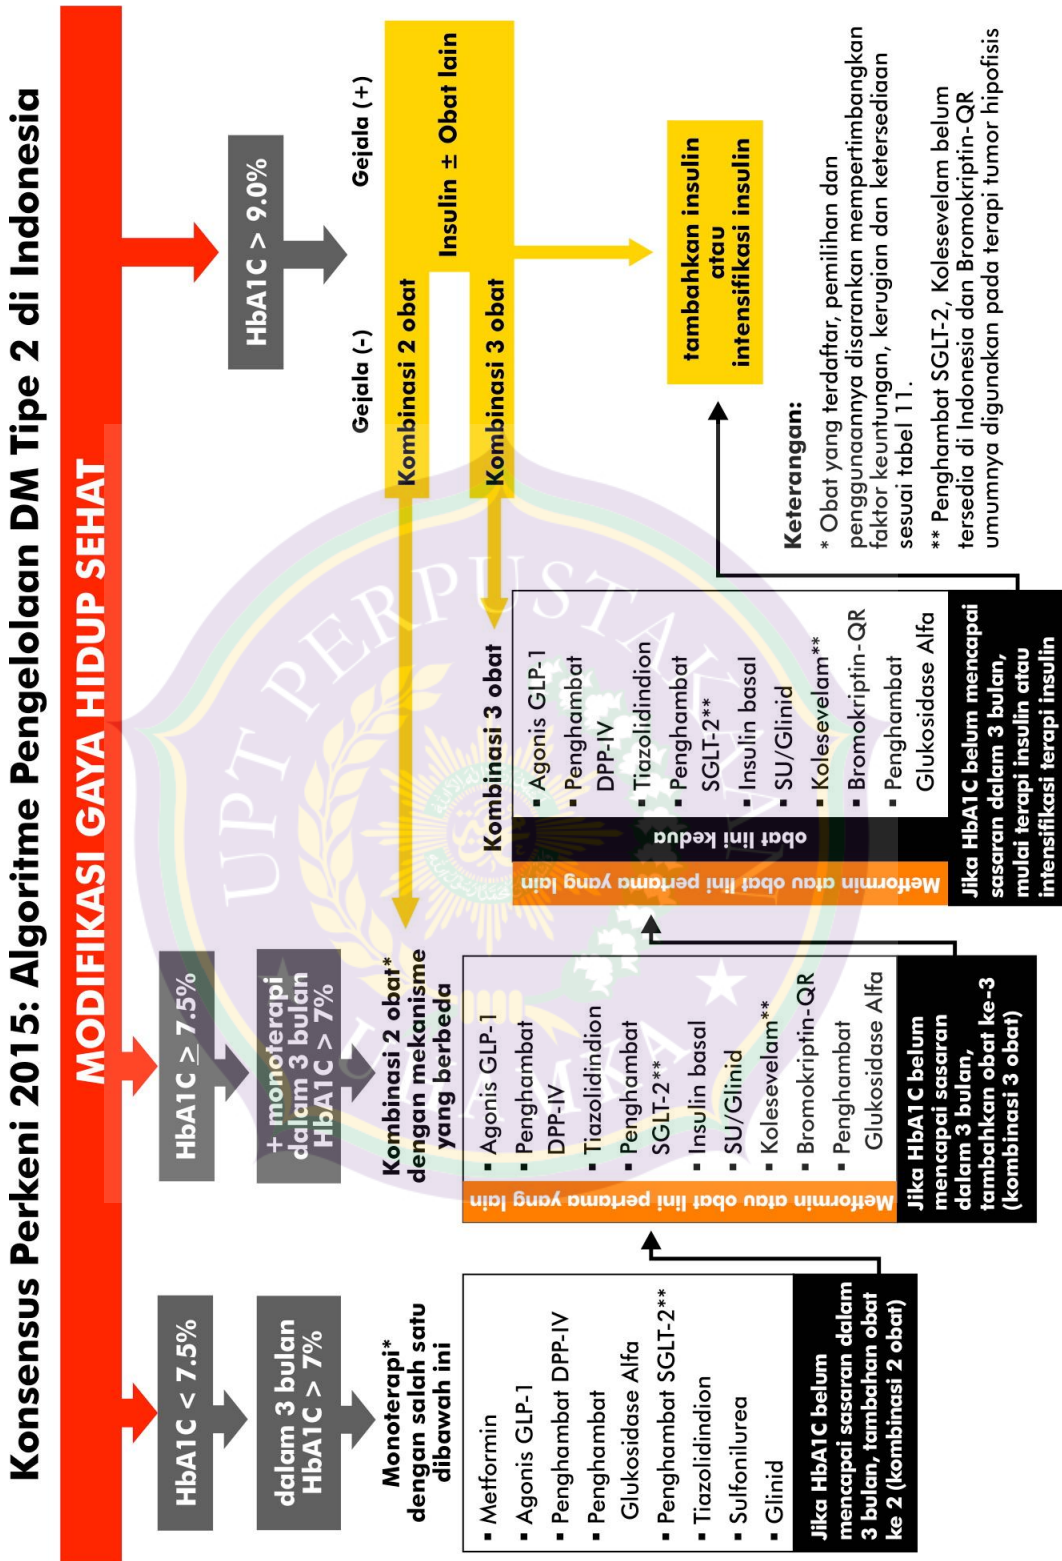 Konsensus Perkeni 2015: Algoritme Pengelolaan DM Tipe 2 di Indonesia
MODIFIKASI GAYA HIDUP SEHAT
HbA1C < 7.5%
dalam 3 bulan
HbA1C > 7%
Monoterapi*
dengan salah satu
dibawah ini
▪ Metformin
▪ Agonis GLP-1
▪ Penghambat DPP-IV
▪ Penghambat
Glukosidase Alfa
▪ Penghambat SGLT-2**
▪ Tiazolidindion
▪ Sulfonilurea
▪ Glinid
Jika HbA1C belum
mencapai sasaran dalam
3 bulan, tambahan obat
ke 2 (kombinasi 2 obat)
HbA1C ≥ 7.5%
+ monoterapi
dalam 3 bulan
HbA1C > 7%
Kombinasi 2 obat*
dengan mekanisme
yang berbeda
Metformin atau obat lini pertama yang lain
▪ Agonis GLP-1
▪ Penghambat
DPP-IV
▪ Tiazolidindion
▪ Penghambat
SGLT-2**
▪ Insulin basal
▪ SU/Glinid
▪ Kolesevelam**
▪ Bromokriptin-QR
▪ Penghambat
Glukosidase Alfa
Jika HbA1C belum
mencapai sasaran
dalam 3 bulan,
tambahkan obat ke-3
(kombinasi 3 obat)
Kombinasi 3 obat
Metformin atau obat lini pertama yang lain
obat lini kedua
▪ Agonis GLP-1
▪ Penghambat
DPP-IV
▪ Tiazolidindion
▪ Penghambat
SGLT-2**
▪ Insulin basal
▪ SU/Glinid
▪ Kolesevelam**
▪ Bromokriptin-QR
▪ Penghambat
Glukosidase Alfa
Jika HbA1C belum mencapai
sasaran dalam 3 bulan,
mulai terapi insulin atau
intensifikasi terapi insulin
HbA1C > 9.0%
Gejala (-)
Gejala (+)
Kombinasi 2 obat
Insulin ± Obat lain
Kombinasi 3 obat
tambahkan insulin
atau
intensifikasi insulin
Keterangan:
* Obat yang terdaftar, pemilihan dan
penggunaannya disarankan mempertimbangkan
faktor keuntungan, kerugian dan ketersediaan
sesuai tabel 11.
** Penghambat SGLT-2, Kolesevelam belum
tersedia di Indonesia dan Bromokriptin-QR
umumnya digunakan pada terapi tumor hipofisis
UPT PERPUSTAKAAN
UHAMKA